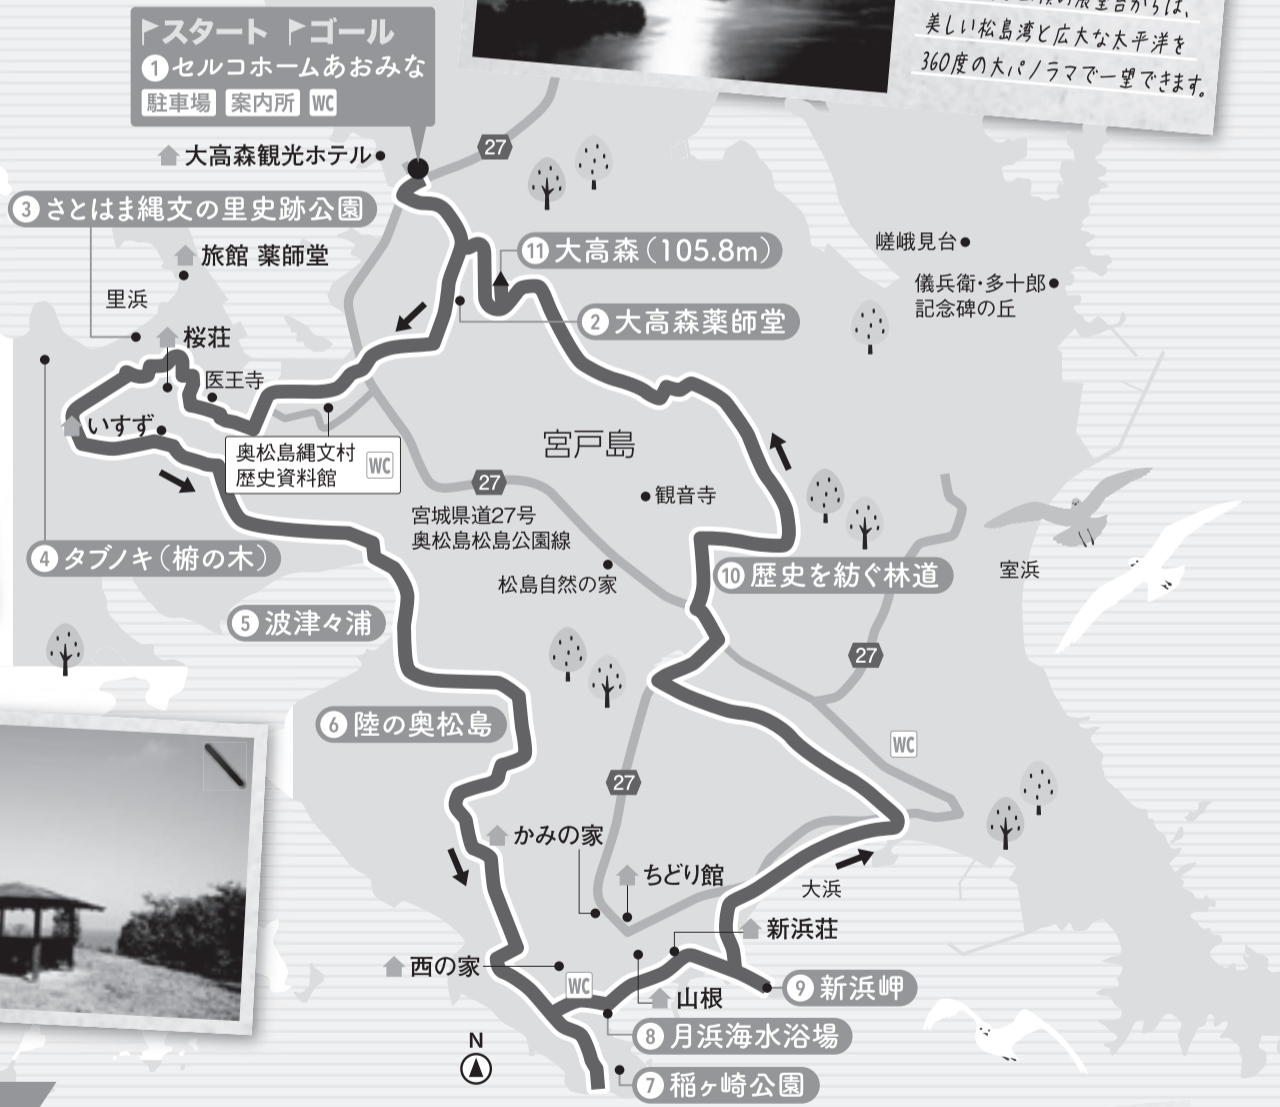 スタート ゴール
①セルコホームあおみな
駐車場 案内所 WC
展望台からは、
美しい松島湾と広大な太平洋を
360度の大パノラマで一望できます。
大高森観光ホテル
27
③さとはま縄文の里史跡公園
旅館 薬師堂
里浜
桜荘
医王寺
いすず
⑪大高森(105.8m)
②大高森薬師堂
嵯峨見台
儀兵衛・多十郎
記念碑の丘
奥松島縄文村
歴史資料館
WC
宮戸島
27
宮城県道27号
奥松島松島公園線
観音寺
松島自然の家
④タブノキ(椨の木)
⑩歴史を紡ぐ林道
室浜
⑤波津々浦
27
⑥陸の奥松島
WC
27
かみの家
ちどり館
大浜
新浜荘
西の家
WC
山根
⑨新浜岬
⑧月浜海水浴場
N
⑦稲ヶ崎公園